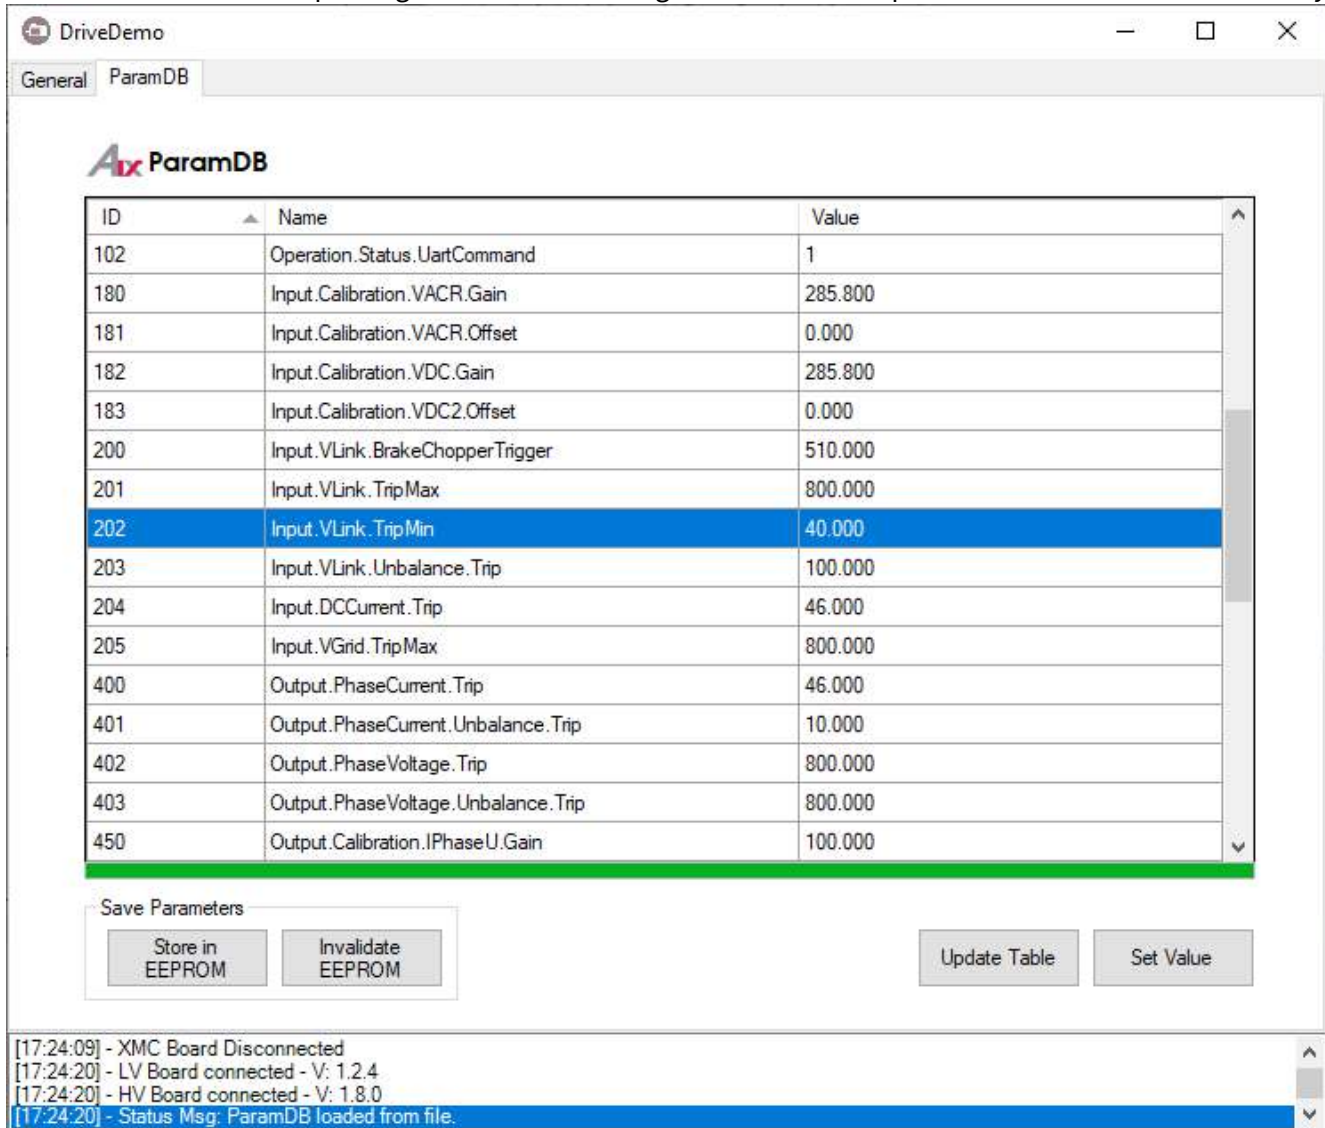 DriveDemo
General ParamDB
AIX ParamDB
ID Name Value
102 Operation.Status.UartCommand 1
180 Input.Calibration.VACR.Gain 285.800
181 Input.Calibration.VACR.Offset 0.000
182 Input.Calibration.VDC.Gain 285.800
183 Input.Calibration.VDC2.Offset 0.000
200 Input.VLink.BrakeChopperTrigger 510.000
201 Input.VLink.TripMax 800.000
202 Input.VLink.TripMin 40.000
203 Input.VLink.Unbalance.Trip 100.000
204 Input.DCCurrent.Trip 46.000
205 Input.VGrid.TripMax 800.000
400 Output.PhaseCurrent.Trip 46.000
401 Output.PhaseCurrent.Unbalance.Trip 10.000
402 Output.PhaseVoltage.Trip 800.000
403 Output.PhaseVoltage.Unbalance.Trip 800.000
450 Output.Calibration.IPhaseU.Gain 100.000
Save Parameters
Store in EEPROM Invalidate EEPROM Update Table Set Value
[17:24:09] - XMC Board Disconnected
[17:24:20] - LV Board connected - V: 1.2.4
[17:24:20] - HV Board connected - V: 1.8.0
[17:24:20] - Status Msg: ParamDB loaded from file.